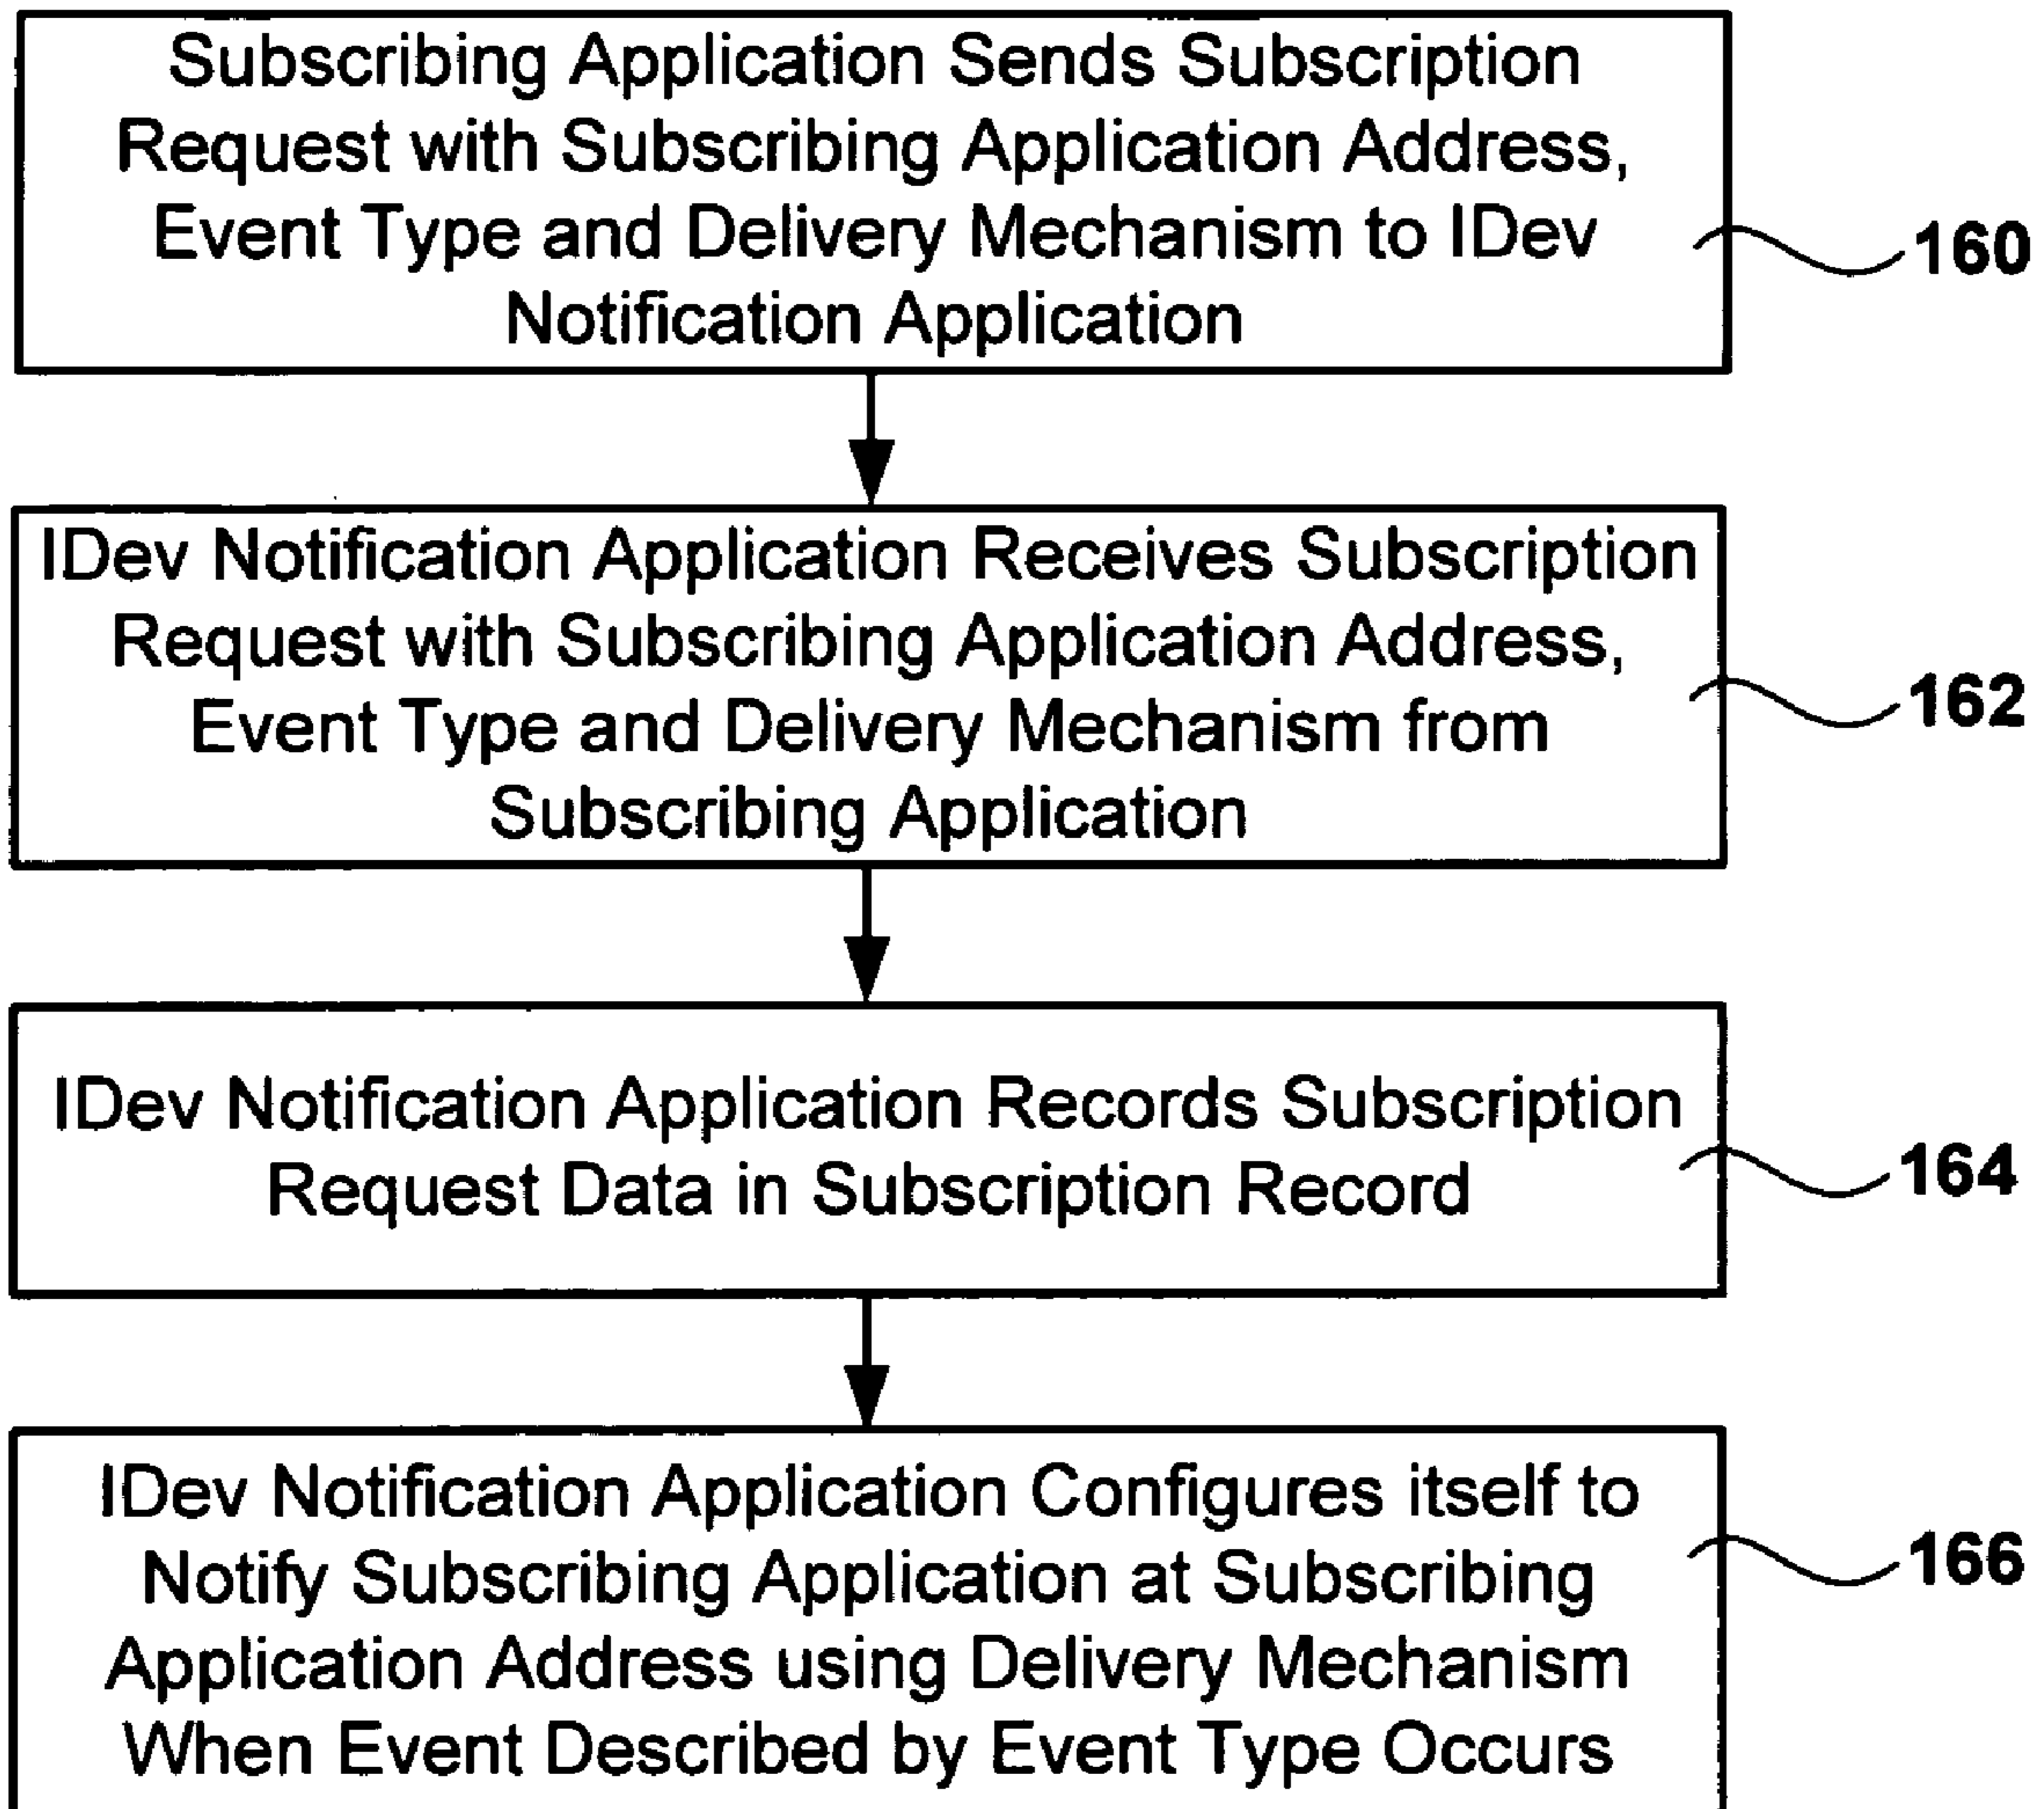 Subscribing Application Sends Subscription
Request with Subscribing Application Address,
Event Type and Delivery Mechanism to IDev
Notification Application
160
IDev Notification Application Receives Subscription
Request with Subscribing Application Address,
Event Type and Delivery Mechanism from
Subscribing Application
162
IDev Notification Application Records Subscription
Request Data in Subscription Record
164
IDev Notification Application Configures itself to
Notify Subscribing Application at Subscribing
Application Address using Delivery Mechanism
When Event Described by Event Type Occurs
166